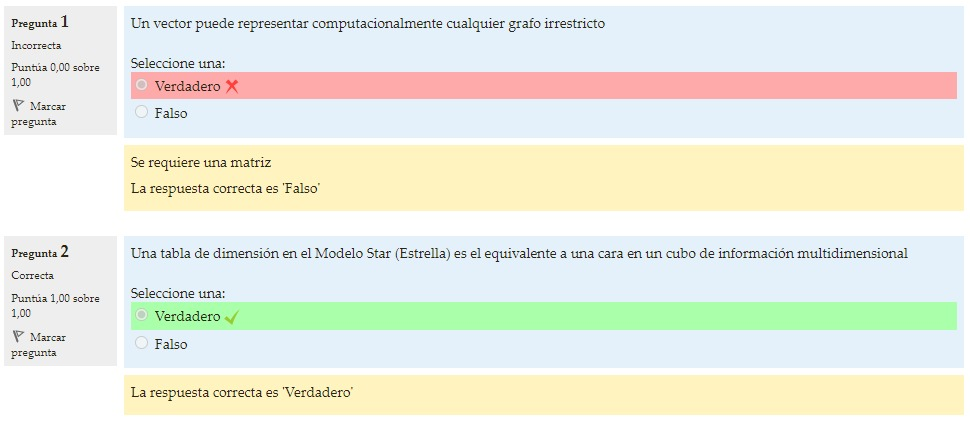 Pregunta 1
Incorrecta
Puntúa 0,00 sobre
1,00
Marcar
pregunta
Un vector puede representar computacionalmente cualquier grafo irrestricto
Seleccione una:
Verdadero
Falso
Se requiere una matriz
La respuesta correcta es 'Falso'
Pregunta 2
Correcta
Puntúa 1,00 sobre
1,00
Marcar
pregunta
Una tabla de dimensión en el Modelo Star (Estrella) es el equivalente a una cara en un cubo de información multidimensional
Seleccione una:
Verdadero
Falso
La respuesta correcta es 'Verdadero'